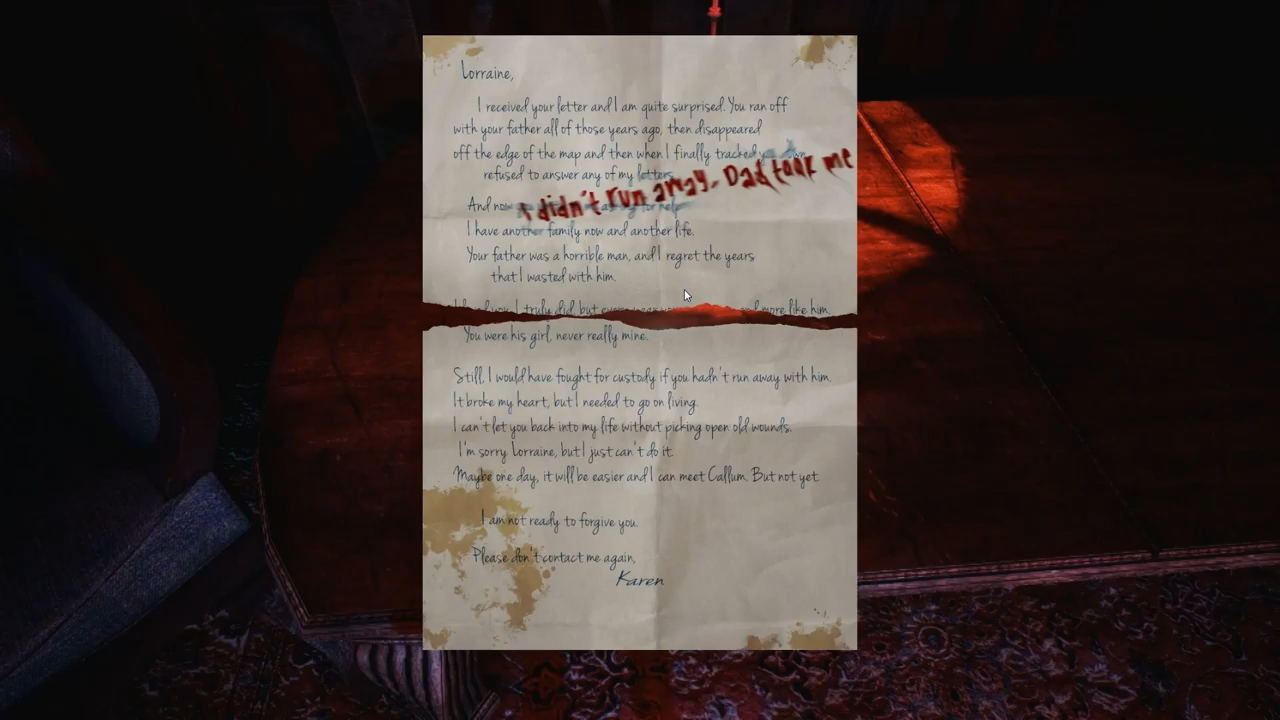 Lorraine,
I received your letter and I am quite surprised. You ran off
with your father all of those years ago, then disappeared
off the edge of the map and then when I finally tracked
refused to answer any of my letters
I didn't run away. Dad took me
And now for help
I have another family now and another life.
Your father was a horrible man, and I regret the years
that I wasted with him.
you, I truly did, but more like him.
You were his girl, never really mine.
Still, I would have fought for custody if you hadn't run away with him.
It broke my heart, but I needed to go on living.
I can't let you back into my life without picking open old wounds.
I'm sorry Lorraine, but I just can't do it.
Maybe one day, it will be easier and I can meet Callum. But not yet.
I am not ready to forgive you.
Please don't contact me again,
Karen